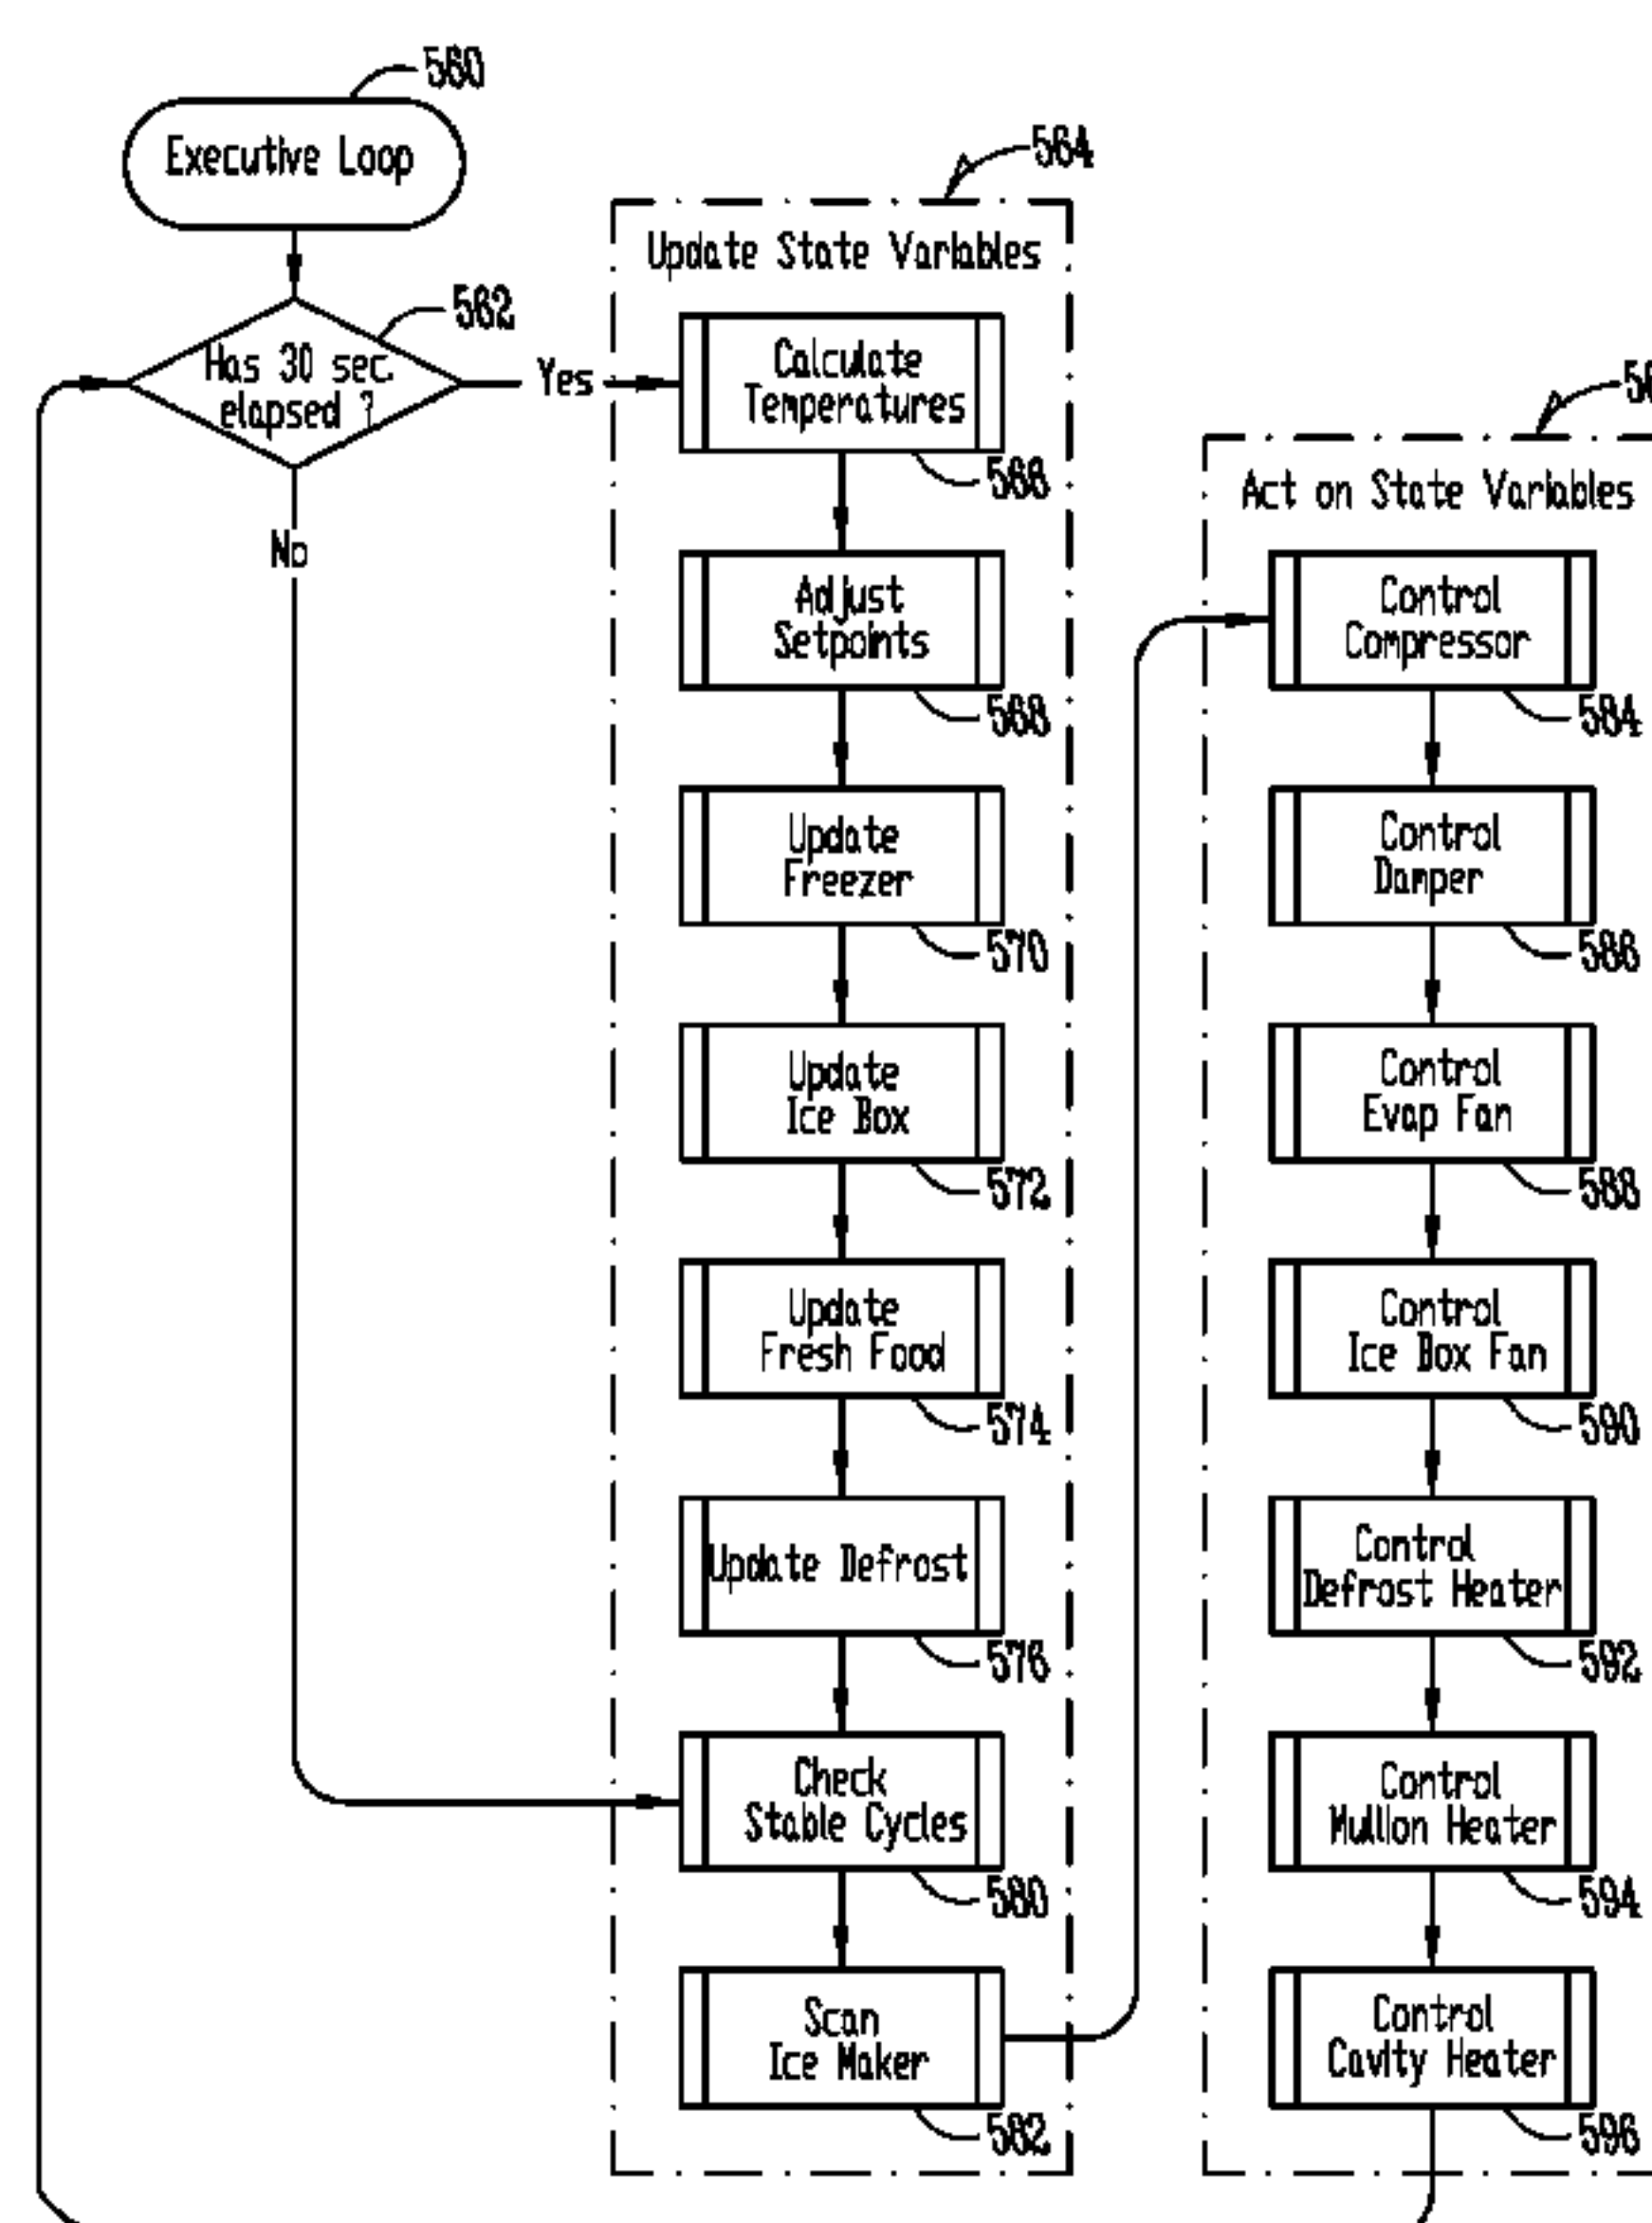 560
Executive Loop
562
Has 30 sec.
elapsed ?
Yes
No
564
Update State Variables
Calculate
Temperatures
566
Adjust
Setpoints
568
Update
Freezer
570
Update
Ice Box
572
Update
Fresh Food
574
Update Defrost
576
Check
Stable Cycles
580
Scan
Ice Maker
582
Act on State Variables
Control
Compressor
584
Control
Damper
586
Control
Evap Fan
588
Control
Ice Box Fan
590
Control
Defrost Heater
592
Control
Mullion Heater
594
Control
Cavity Heater
596